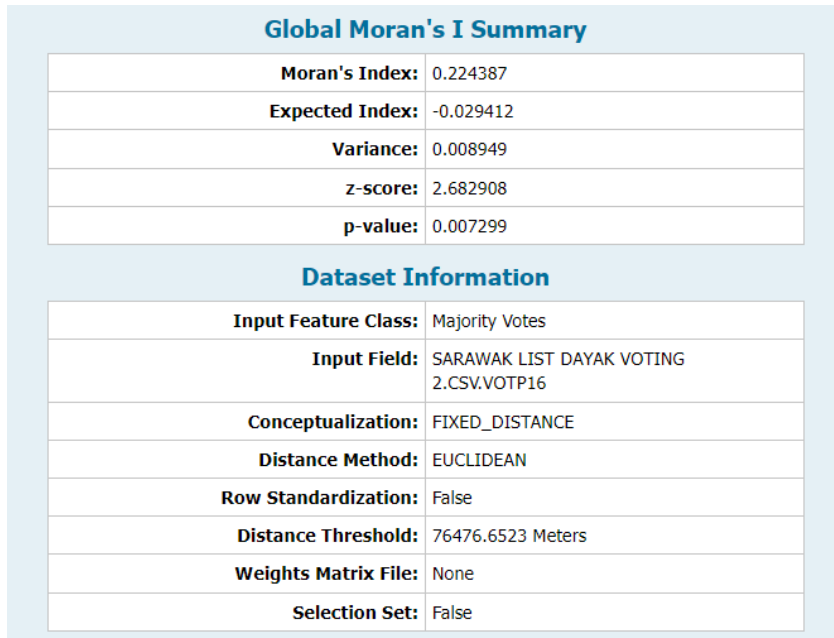 Global Moran's I Summary
Moran's Index: 0.224387
Expected Index: -0.029412
Variance: 0.008949
z-score: 2.682908
p-value: 0.007299
Dataset Information
Input Feature Class: Majority Votes
Input Field: SARAWAK LIST DAYAK VOTING
2.CSV.VOTP16
Conceptualization: FIXED_DISTANCE
Distance Method: EUCLIDEAN
Row Standardization: False
Distance Threshold: 76476.6523 Meters
Weights Matrix File: None
Selection Set: False